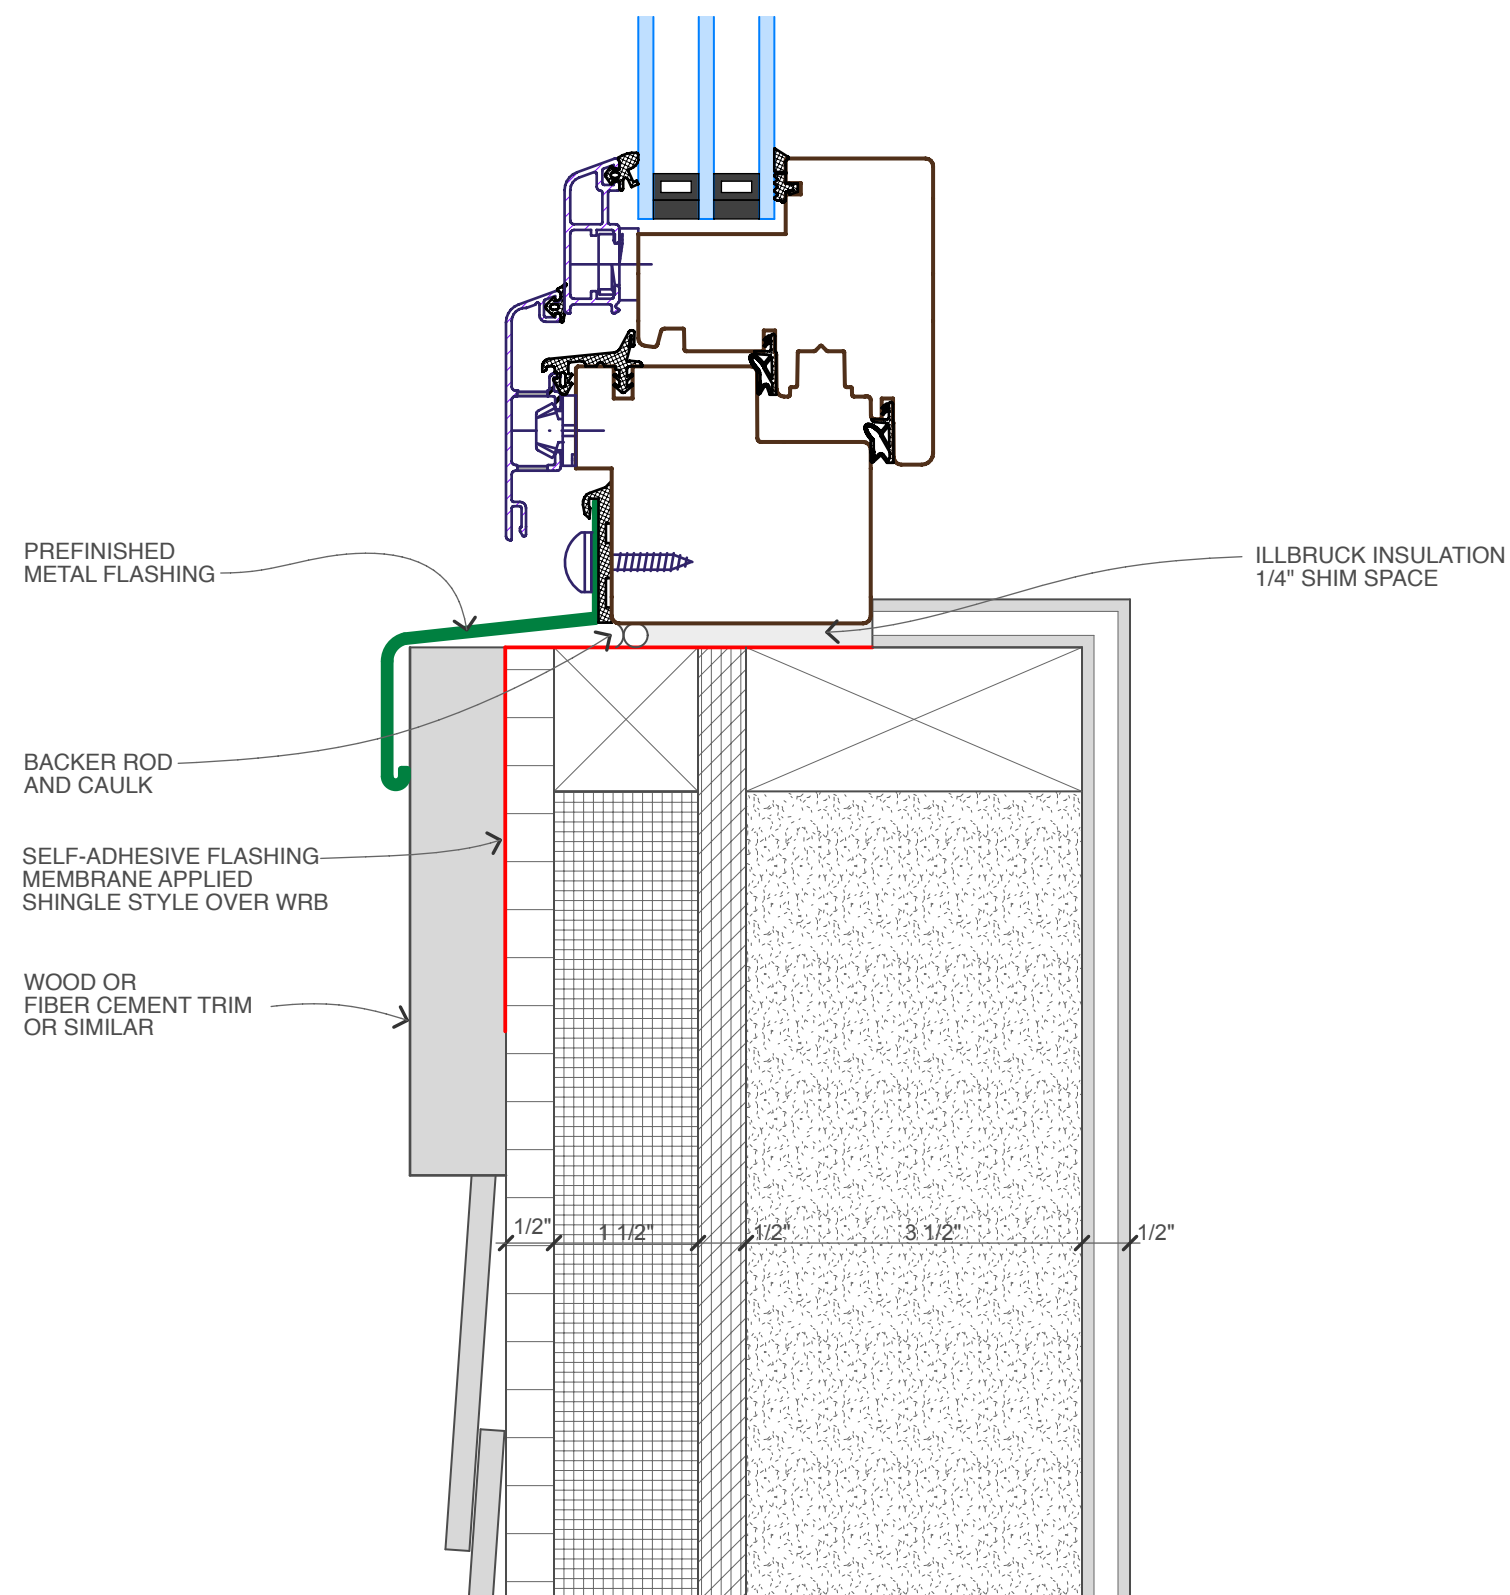 PREFINISHED
METAL FLASHING
ILLBRUCK INSULATION
1/4" SHIM SPACE
BACKER ROD
AND CAULK
SELF-ADHESIVE FLASHING
MEMBRANE APPLIED
SHINGLE STYLE OVER WRB
WOOD OR
FIBER CEMENT TRIM
OR SIMILAR
1/2" 1 1/2" 1/2" 3 1/2" 1/2"